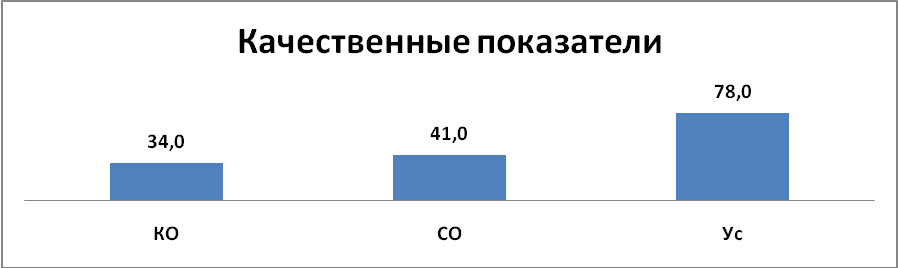 Качественные показатели
78,0
41,0
34,0
КО СО Ус